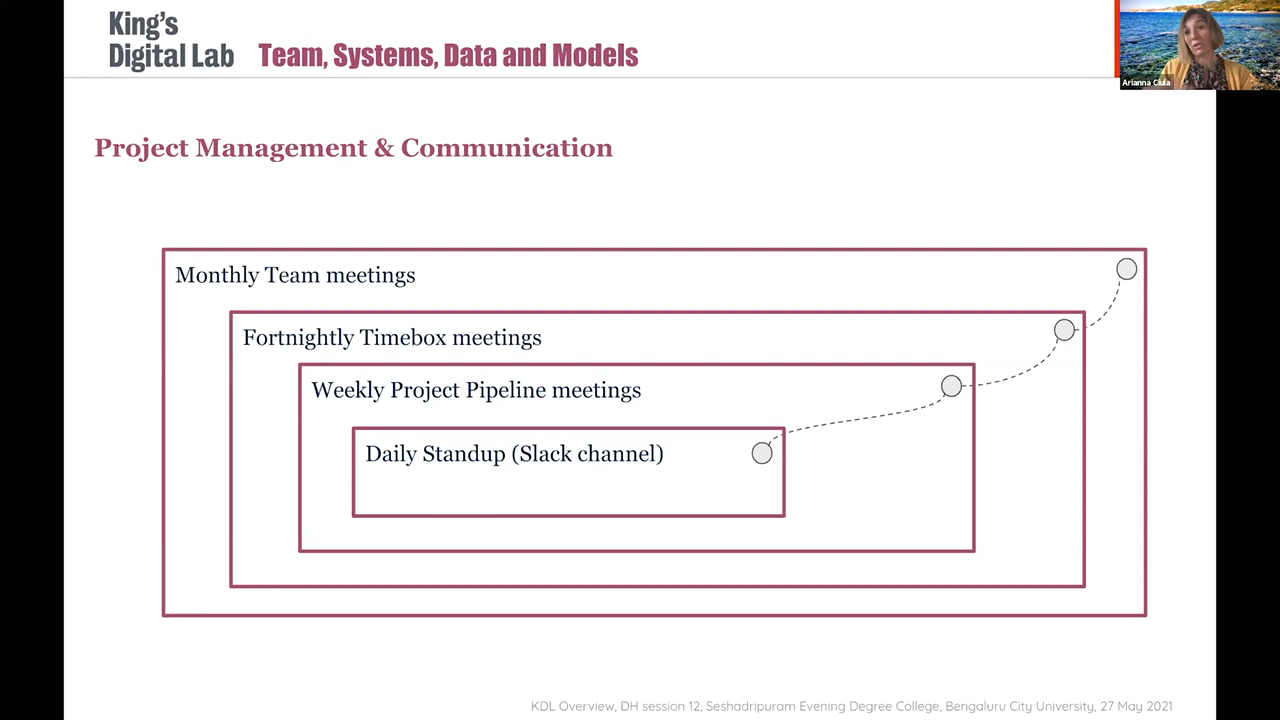 King's
Digital Lab
Team, Systems, Data and Models
Arianna Ciula
Project Management & Communication
Monthly Team meetings
Fortnightly Timebox meetings
Weekly Project Pipeline meetings
Daily Standup (Slack channel)
KDL Overview, DH session 12, Seshadripuram Evening Degree College, Bengaluru City University, 27 May 2021